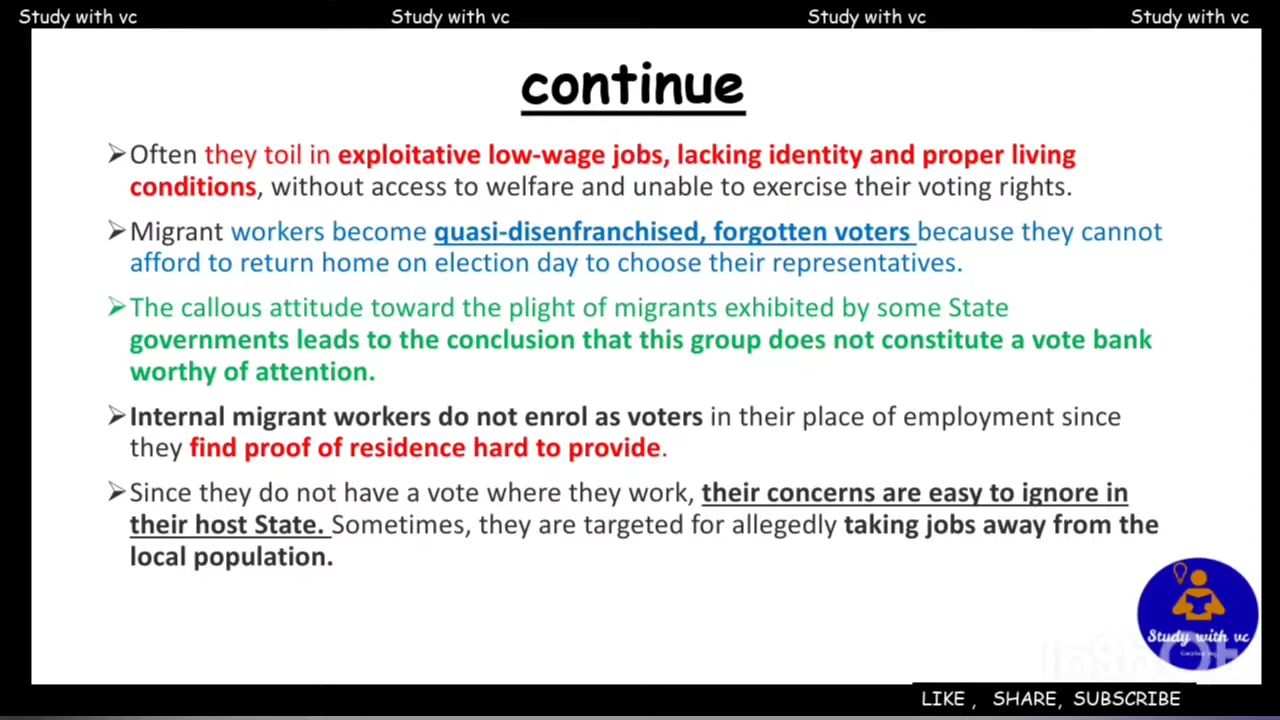 Study with vc Study with vc Study with vc Study with vc
continue
➢Often they toil in exploitative low-wage jobs, lacking identity and proper living
conditions, without access to welfare and unable to exercise their voting rights.
➢Migrant workers become quasi-disenfranchised, forgotten voters because they cannot
afford to return home on election day to choose their representatives.
➢The callous attitude toward the plight of migrants exhibited by some State
governments leads to the conclusion that this group does not constitute a vote bank
worthy of attention.
➢Internal migrant workers do not enrol as voters in their place of employment since
they find proof of residence hard to provide.
➢Since they do not have a vote where they work, their concerns are easy to ignore in
their host State. Sometimes, they are targeted for allegedly taking jobs away from the
local population.
Study with vc
InShOt
LIKE , SHARE, SUBSCRIBE